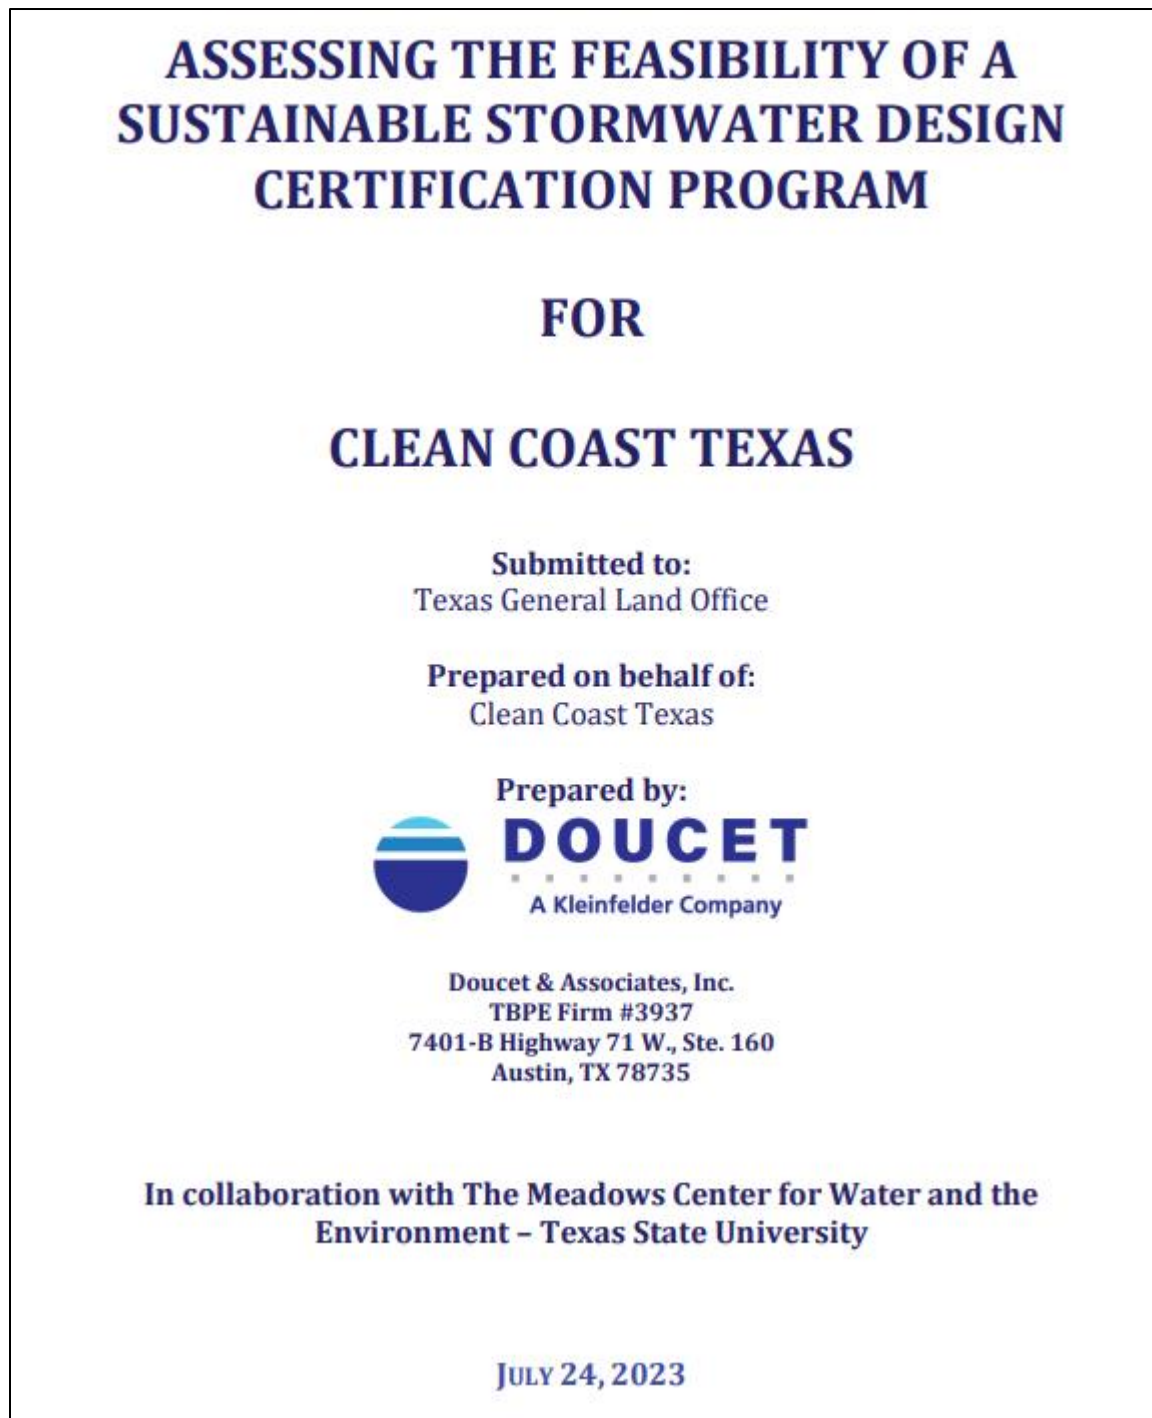 ASSESSING THE FEASIBILITY OF A
SUSTAINABLE STORMWATER DESIGN
CERTIFICATION PROGRAM
FOR
CLEAN COAST TEXAS
Submitted to:
Texas General Land Office
Prepared on behalf of:
Clean Coast Texas
Prepared by:
DOUCET
A Kleinfelder Company
Doucet & Associates, Inc.
TBPE Firm #3937
7401-B Highway 71 W., Ste. 160
Austin, TX 78735
In collaboration with The Meadows Center for Water and the
Environment – Texas State University
JULY 24, 2023